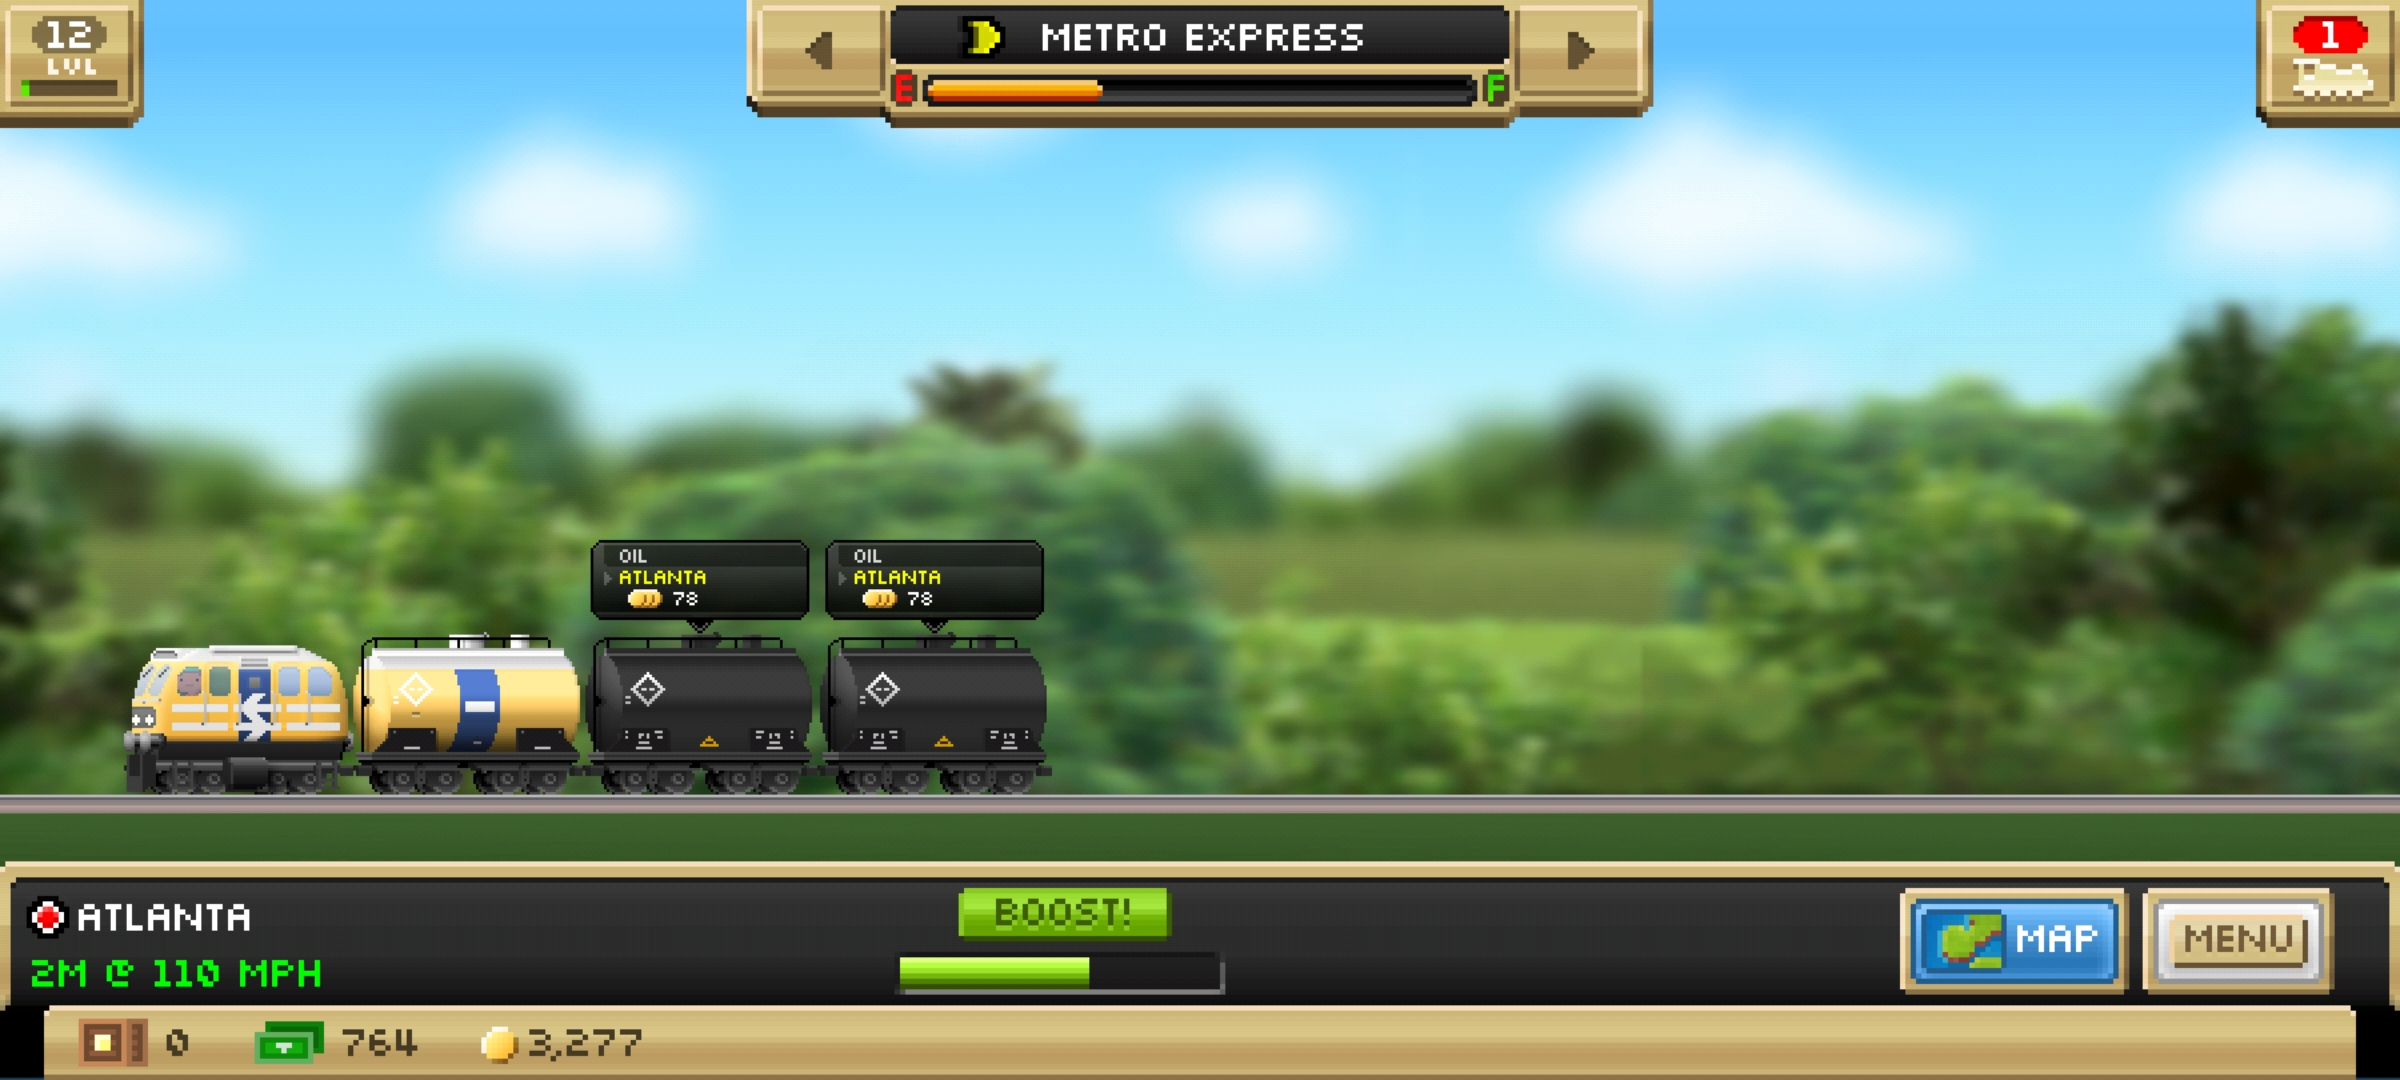 12
LVL
METRO EXPRESS
E F
1
OIL
ATLANTA
78
OIL
ATLANTA
78
ATLANTA
2M @ 110 MPH
BOOST!
MAP
MENU
0
764
3,277